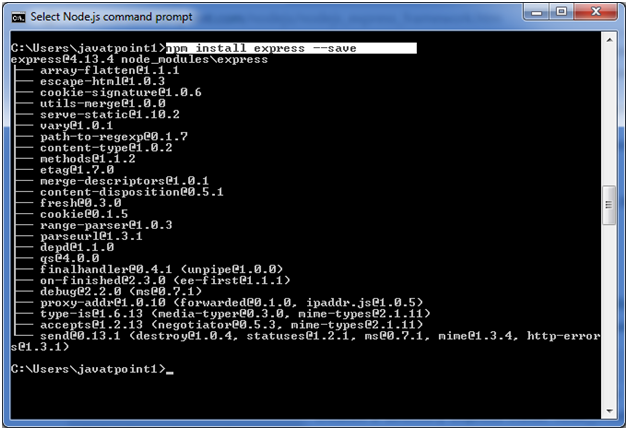 Select Node.js command prompt
C:\Users\javatpoint1>npm install express --save
express@4.13.4 node_modules\express
├── array-flatten@1.1.1
├── escape-html@1.0.3
├── cookie-signature@1.0.6
├── utils-merge@1.0.0
├── serve-static@1.10.2
├── vary@1.0.1
├── path-to-regexp@0.1.7
├── content-type@1.0.2
├── methods@1.1.2
├── etag@1.7.0
├── merge-descriptors@1.0.1
├── content-disposition@0.5.1
├── fresh@0.3.0
├── cookie@0.1.5
├── range-parser@1.0.3
├── parseurl@1.3.1
├── depd@1.1.0
├── qs@4.0.0
├── finalhandler@0.4.1 (unpipe@1.0.0)
├── on-finished@2.3.0 (ee-first@1.1.1)
├── debug@2.2.0 (ms@0.7.1)
├── proxy-addr@1.0.10 (forwarded@0.1.0, ipaddr.js@1.0.5)
├── type-is@1.6.13 (media-typer@0.3.0, mime-types@2.1.11)
├── accepts@1.2.13 (negotiator@0.5.3, mime-types@2.1.11)
└── send@0.13.1 (destroy@1.0.4, statuses@1.2.1, ms@0.7.1, mime@1.3.4, http-error
s@1.3.1)
C:\Users\javatpoint1>_